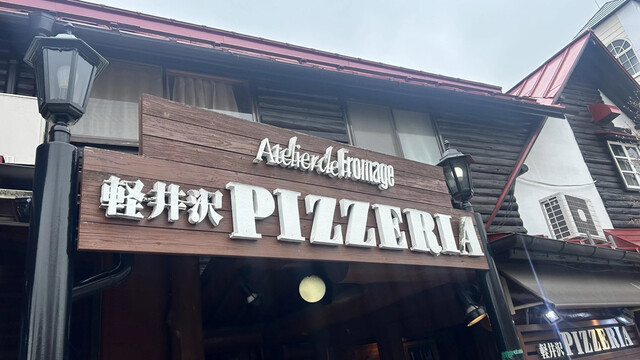 Atelier de Fromage
軽井沢 PIZZERIA
軽井沢 PIZZERIA